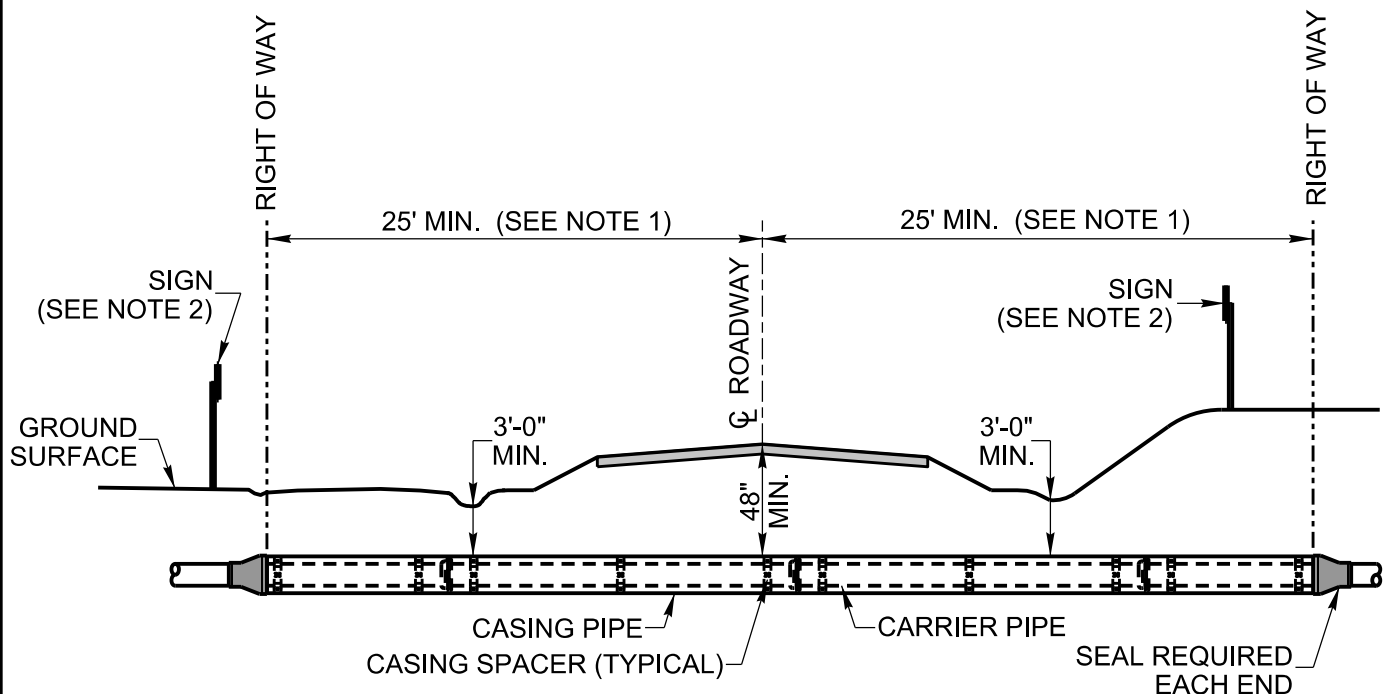 RIGHT OF WAY
RIGHT OF WAY
25' MIN. (SEE NOTE 1)
25' MIN. (SEE NOTE 1)
SIGN
(SEE NOTE 2)
℄ ROADWAY
SIGN
(SEE NOTE 2)
GROUND
SURFACE
3'-0"
MIN.
3'-0"
MIN.
48"
MIN.
CASING PIPE
CARRIER PIPE
CASING SPACER (TYPICAL)
SEAL REQUIRED
EACH END